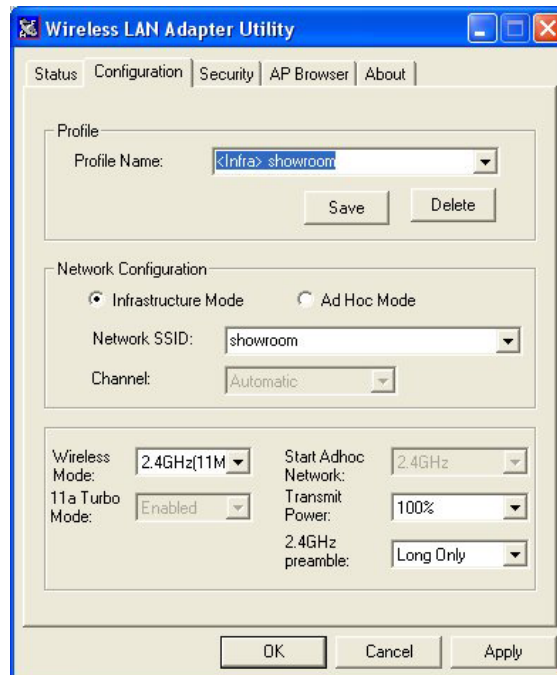 Wireless LAN Adapter Utility
Status Configuration Security AP Browser About
Profile
Profile Name: <Infra> showroom
Save Delete
Network Configuration
Infrastructure Mode Ad Hoc Mode
Network SSID: showroom
Channel: Automatic
Wireless Mode: 2.4GHz(11M
Start Adhoc Network: 2.4GHz
11a Turbo Mode: Enabled
Transmit Power: 100%
2.4GHz preamble: Long Only
OK Cancel Apply